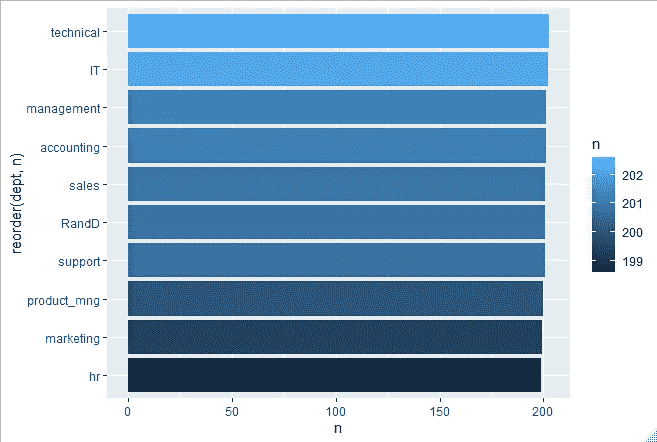 technical
IT
management
accounting
sales
RandD
support
product_mng
marketing
hr
reorder(dept, n)
0 50 100 150 200
n
n
202
201
200
199